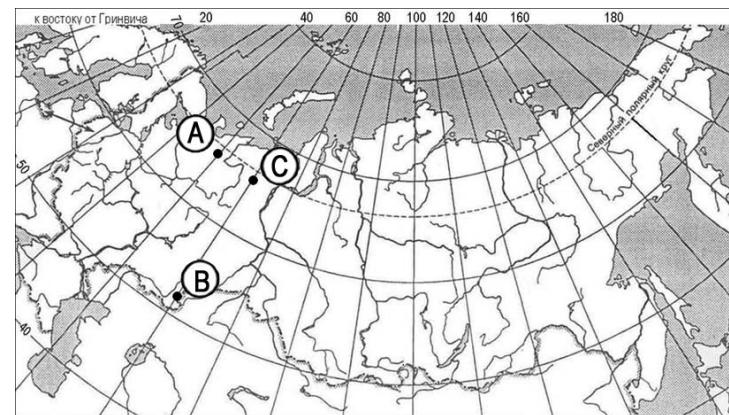 к востоку от Гринвича 70 20 40 60 80 100 120 140 160 180
Северный полярный круг
A
C
50
B
40